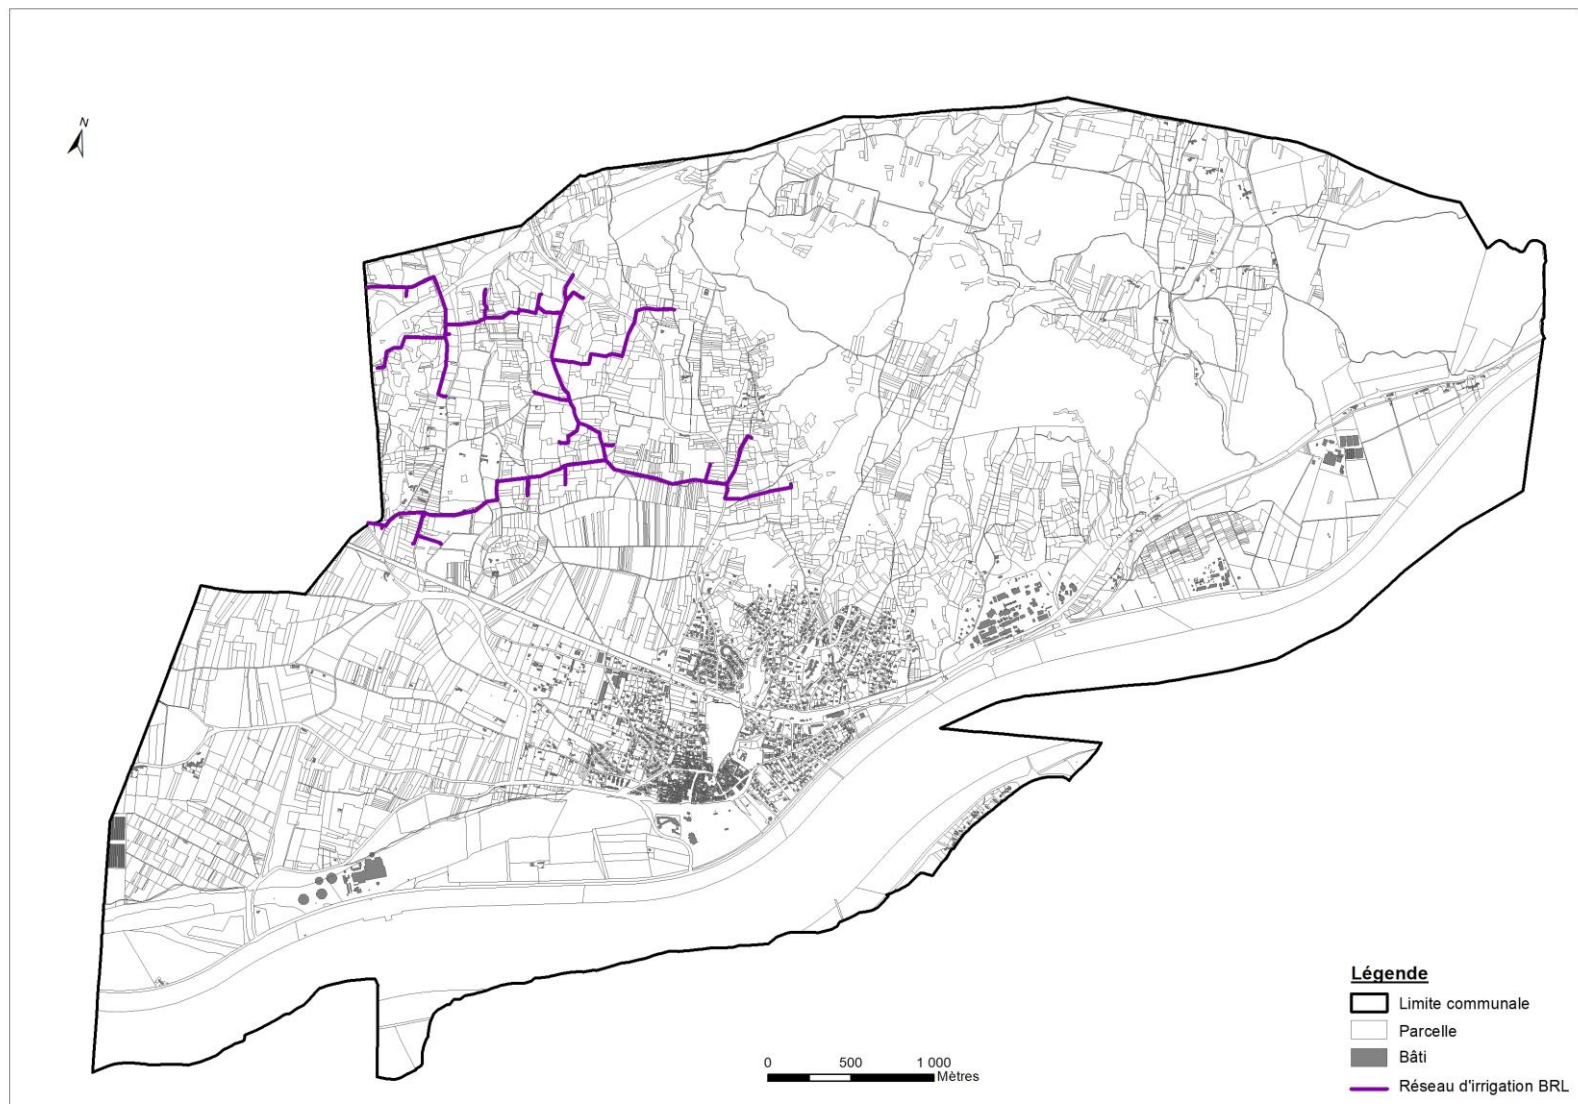 N
0 500 1 000
Mètres
Légende
Limite communale
Parcelle
Bâti
Réseau d'irrigation BRL